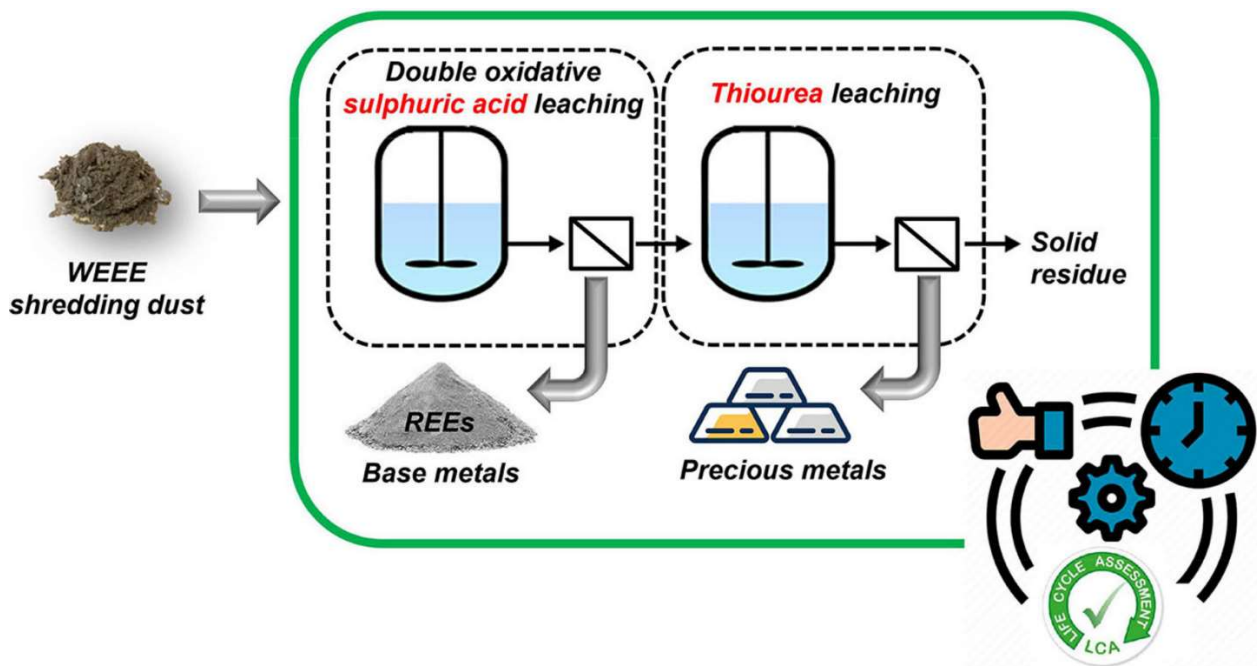 Double oxidative
sulphuric acid leaching
Thiourea leaching
WEEE
shredding dust
Solid
residue
REEs
Base metals
Precious metals
LIFE CYCLE ASSESSMENT
LCA